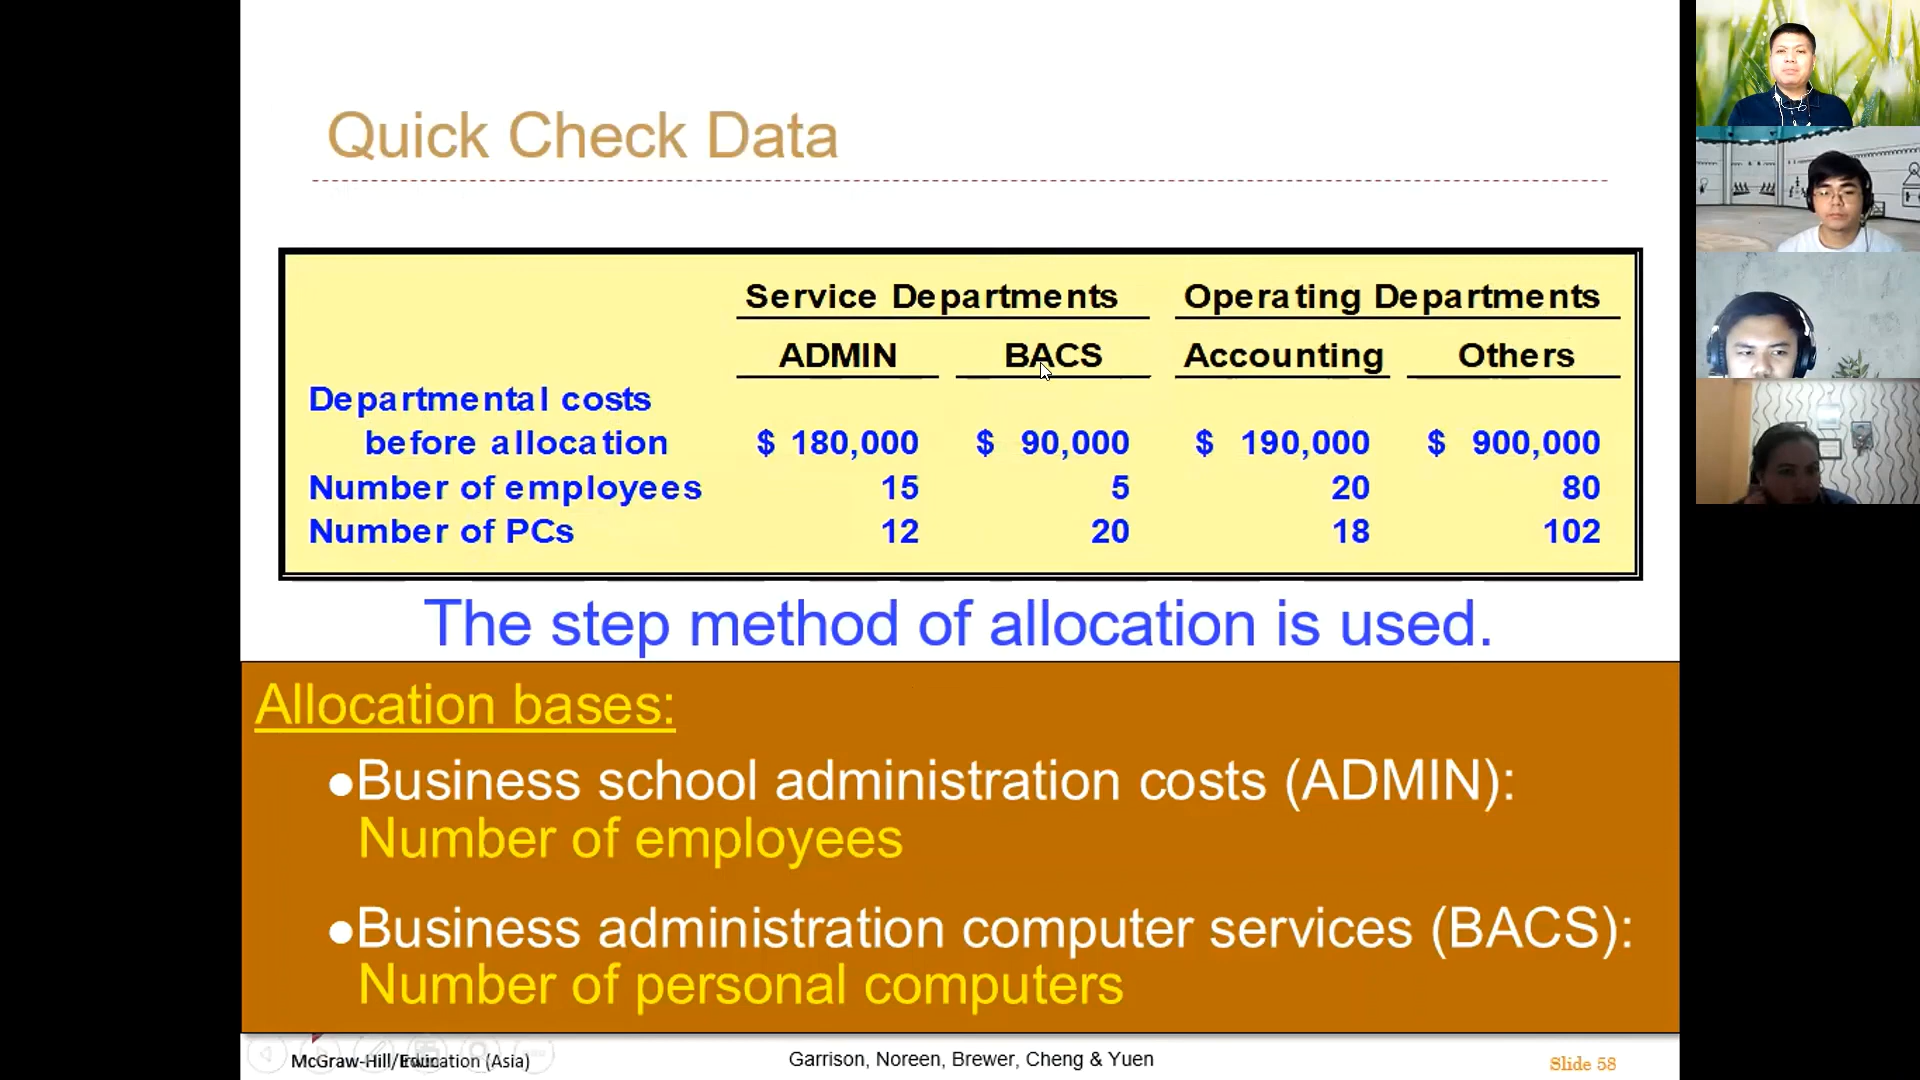 Quick Check Data
Service Departments Operating Departments
ADMIN BACS Accounting Others
Departmental costs
before allocation $ 180,000 $ 90,000 $ 190,000 $ 900,000
Number of employees 15 5 20 80
Number of PCs 12 20 18 102
The step method of allocation is used.
Allocation bases:
●Business school administration costs (ADMIN):
Number of employees
●Business administration computer services (BACS):
Number of personal computers
McGraw-Hill/ (Asia) Garrison, Noreen, Brewer, Cheng & Yuen Slide 58